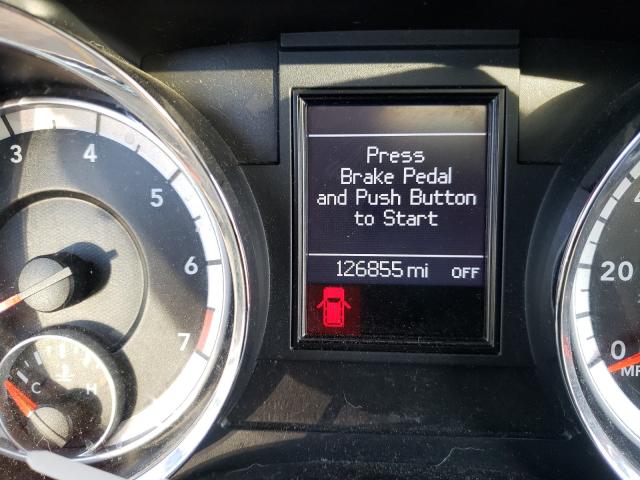 Press
Brake Pedal
and Push Button
to Start
126855 mi OFF
3
4
5
6
7
C
H
20
0